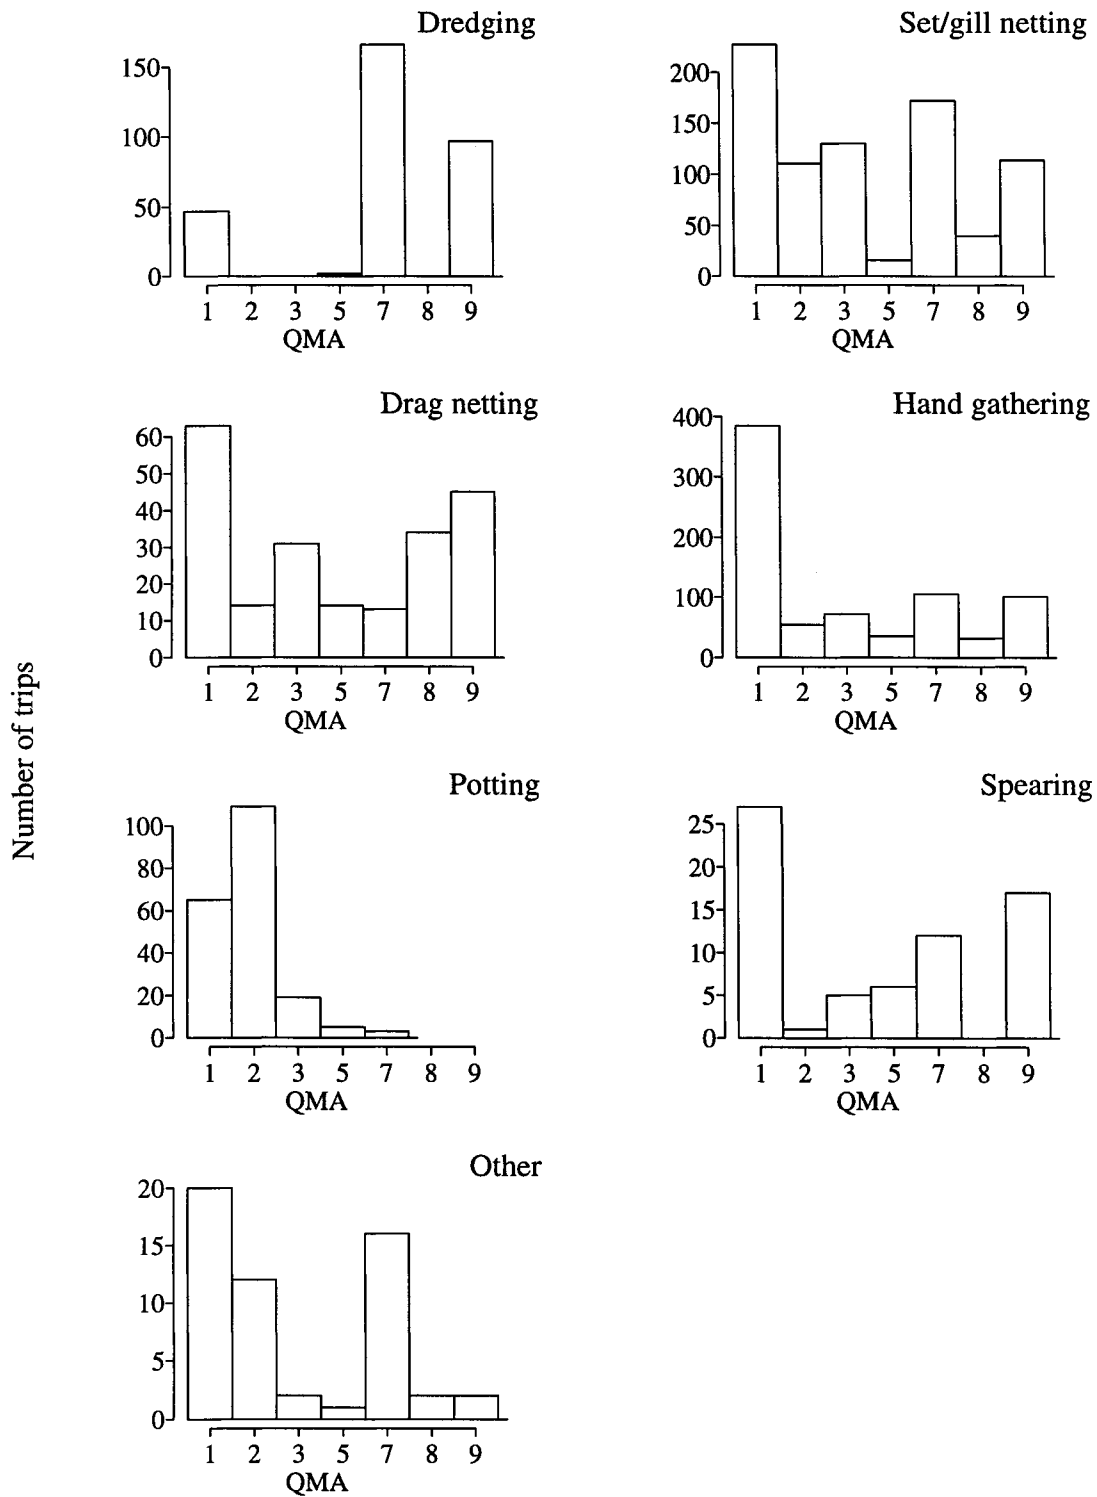 Number of trips
Dredging
150
100
50
0
1 2 3 5 7 8 9
QMA
Set/gill netting
200
150
100
50
0
1 2 3 5 7 8 9
QMA
Drag netting
60
50
40
30
20
10
0
1 2 3 5 7 8 9
QMA
Hand gathering
400
300
200
100
0
1 2 3 5 7 8 9
QMA
Potting
100
80
60
40
20
0
1 2 3 5 7 8 9
QMA
Spearing
25
20
15
10
5
0
1 2 3 5 7 8 9
QMA
Other
20
15
10
5
0
1 2 3 5 7 8 9
QMA